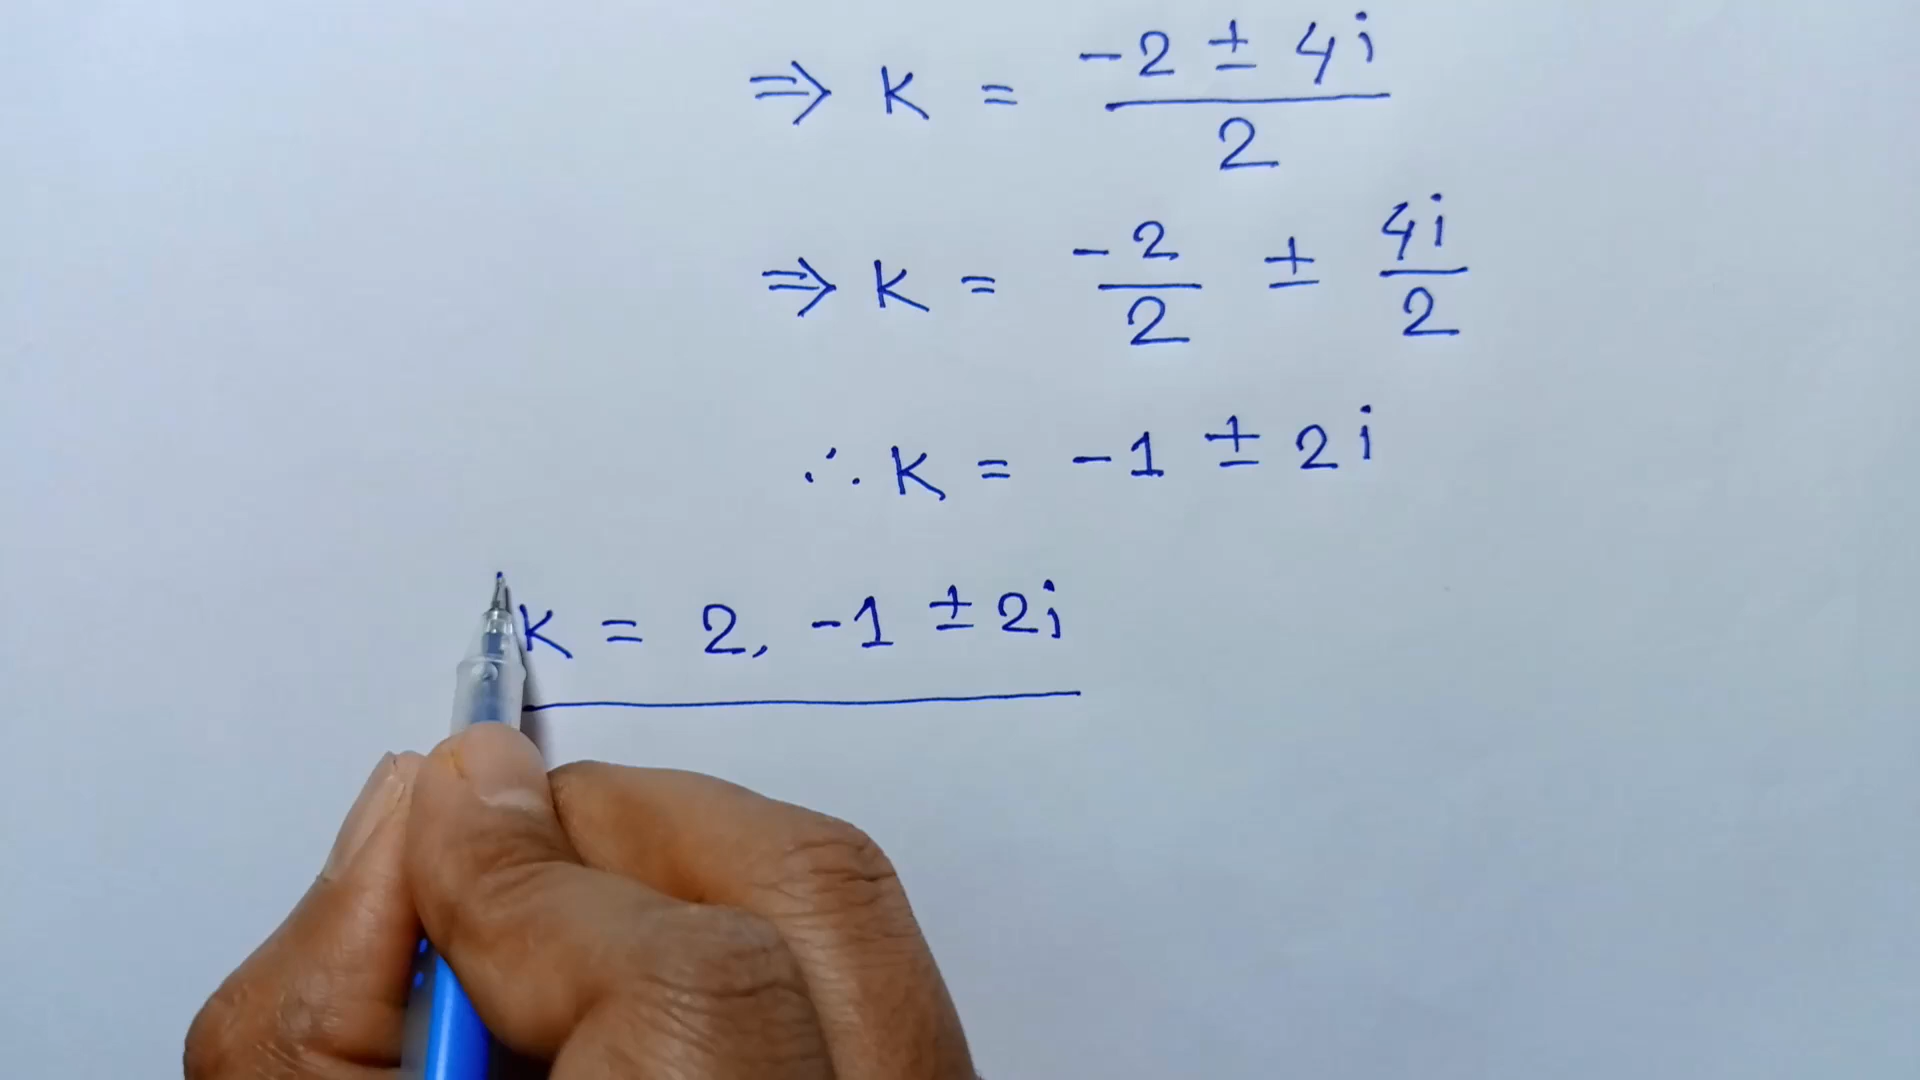 ⇒ K = (-2 ± 4i)/2
⇒ K = -2/2 ± 4i/2
∴ K = -1 ± 2i
K = 2, -1 ± 2i